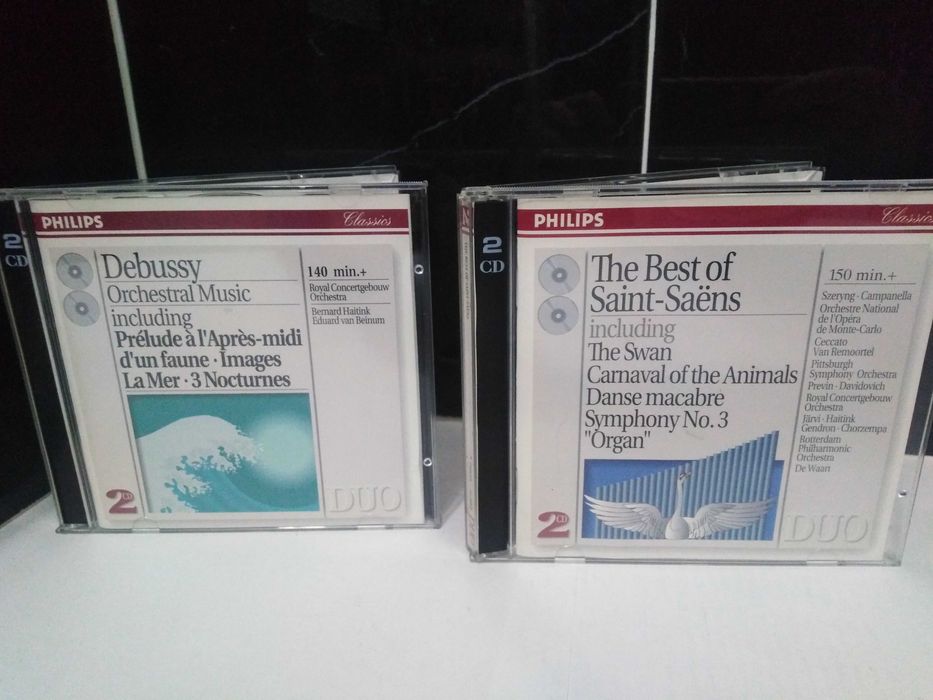 2
CD
PHILIPS
Classics
Debussy
Orchestral Music
including
Prélude à l'Après-midi
d'un faune · Images
La Mer · 3 Nocturnes
140 min.+
Royal Concertgebouw
Orchestra
Bernard Haitink
Eduard van Beinum
2 CD
DUO
2
CD
PHILIPS
Classics
The Best of
Saint-Saëns
including
The Swan
Carnaval of the Animals
Danse macabre
Symphony No. 3
"Organ"
150 min.+
Szeryng · Campanella
Orchestre National
de l'Opéra
de Monte-Carlo
Ceccato
Van Remoortel
Pittsburgh
Symphony Orchestra
Previn · Davidovich
Royal Concertgebouw
Orchestra
Järvi · Haitink
Gendron · Chorzempa
Rotterdam
Philharmonic
Orchestra
De Waart
2 CD
DUO